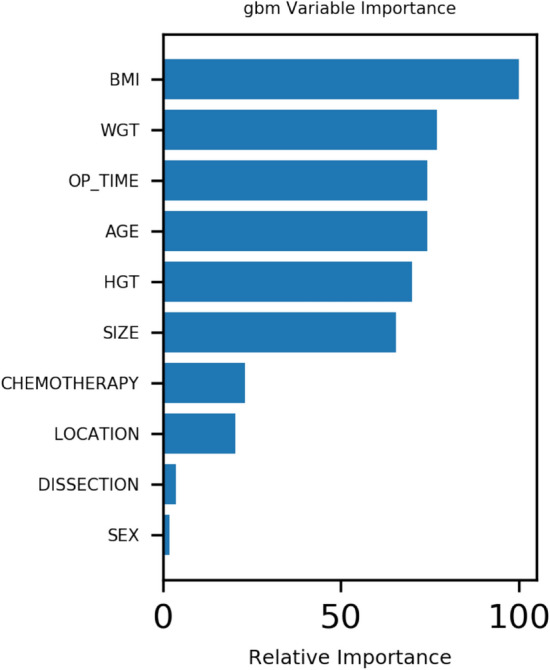 gbm Variable Importance
BMI
WGT
OP_TIME
AGE
HGT
SIZE
CHEMOTHERAPY
LOCATION
DISSECTION
SEX
0 50 100
Relative Importance